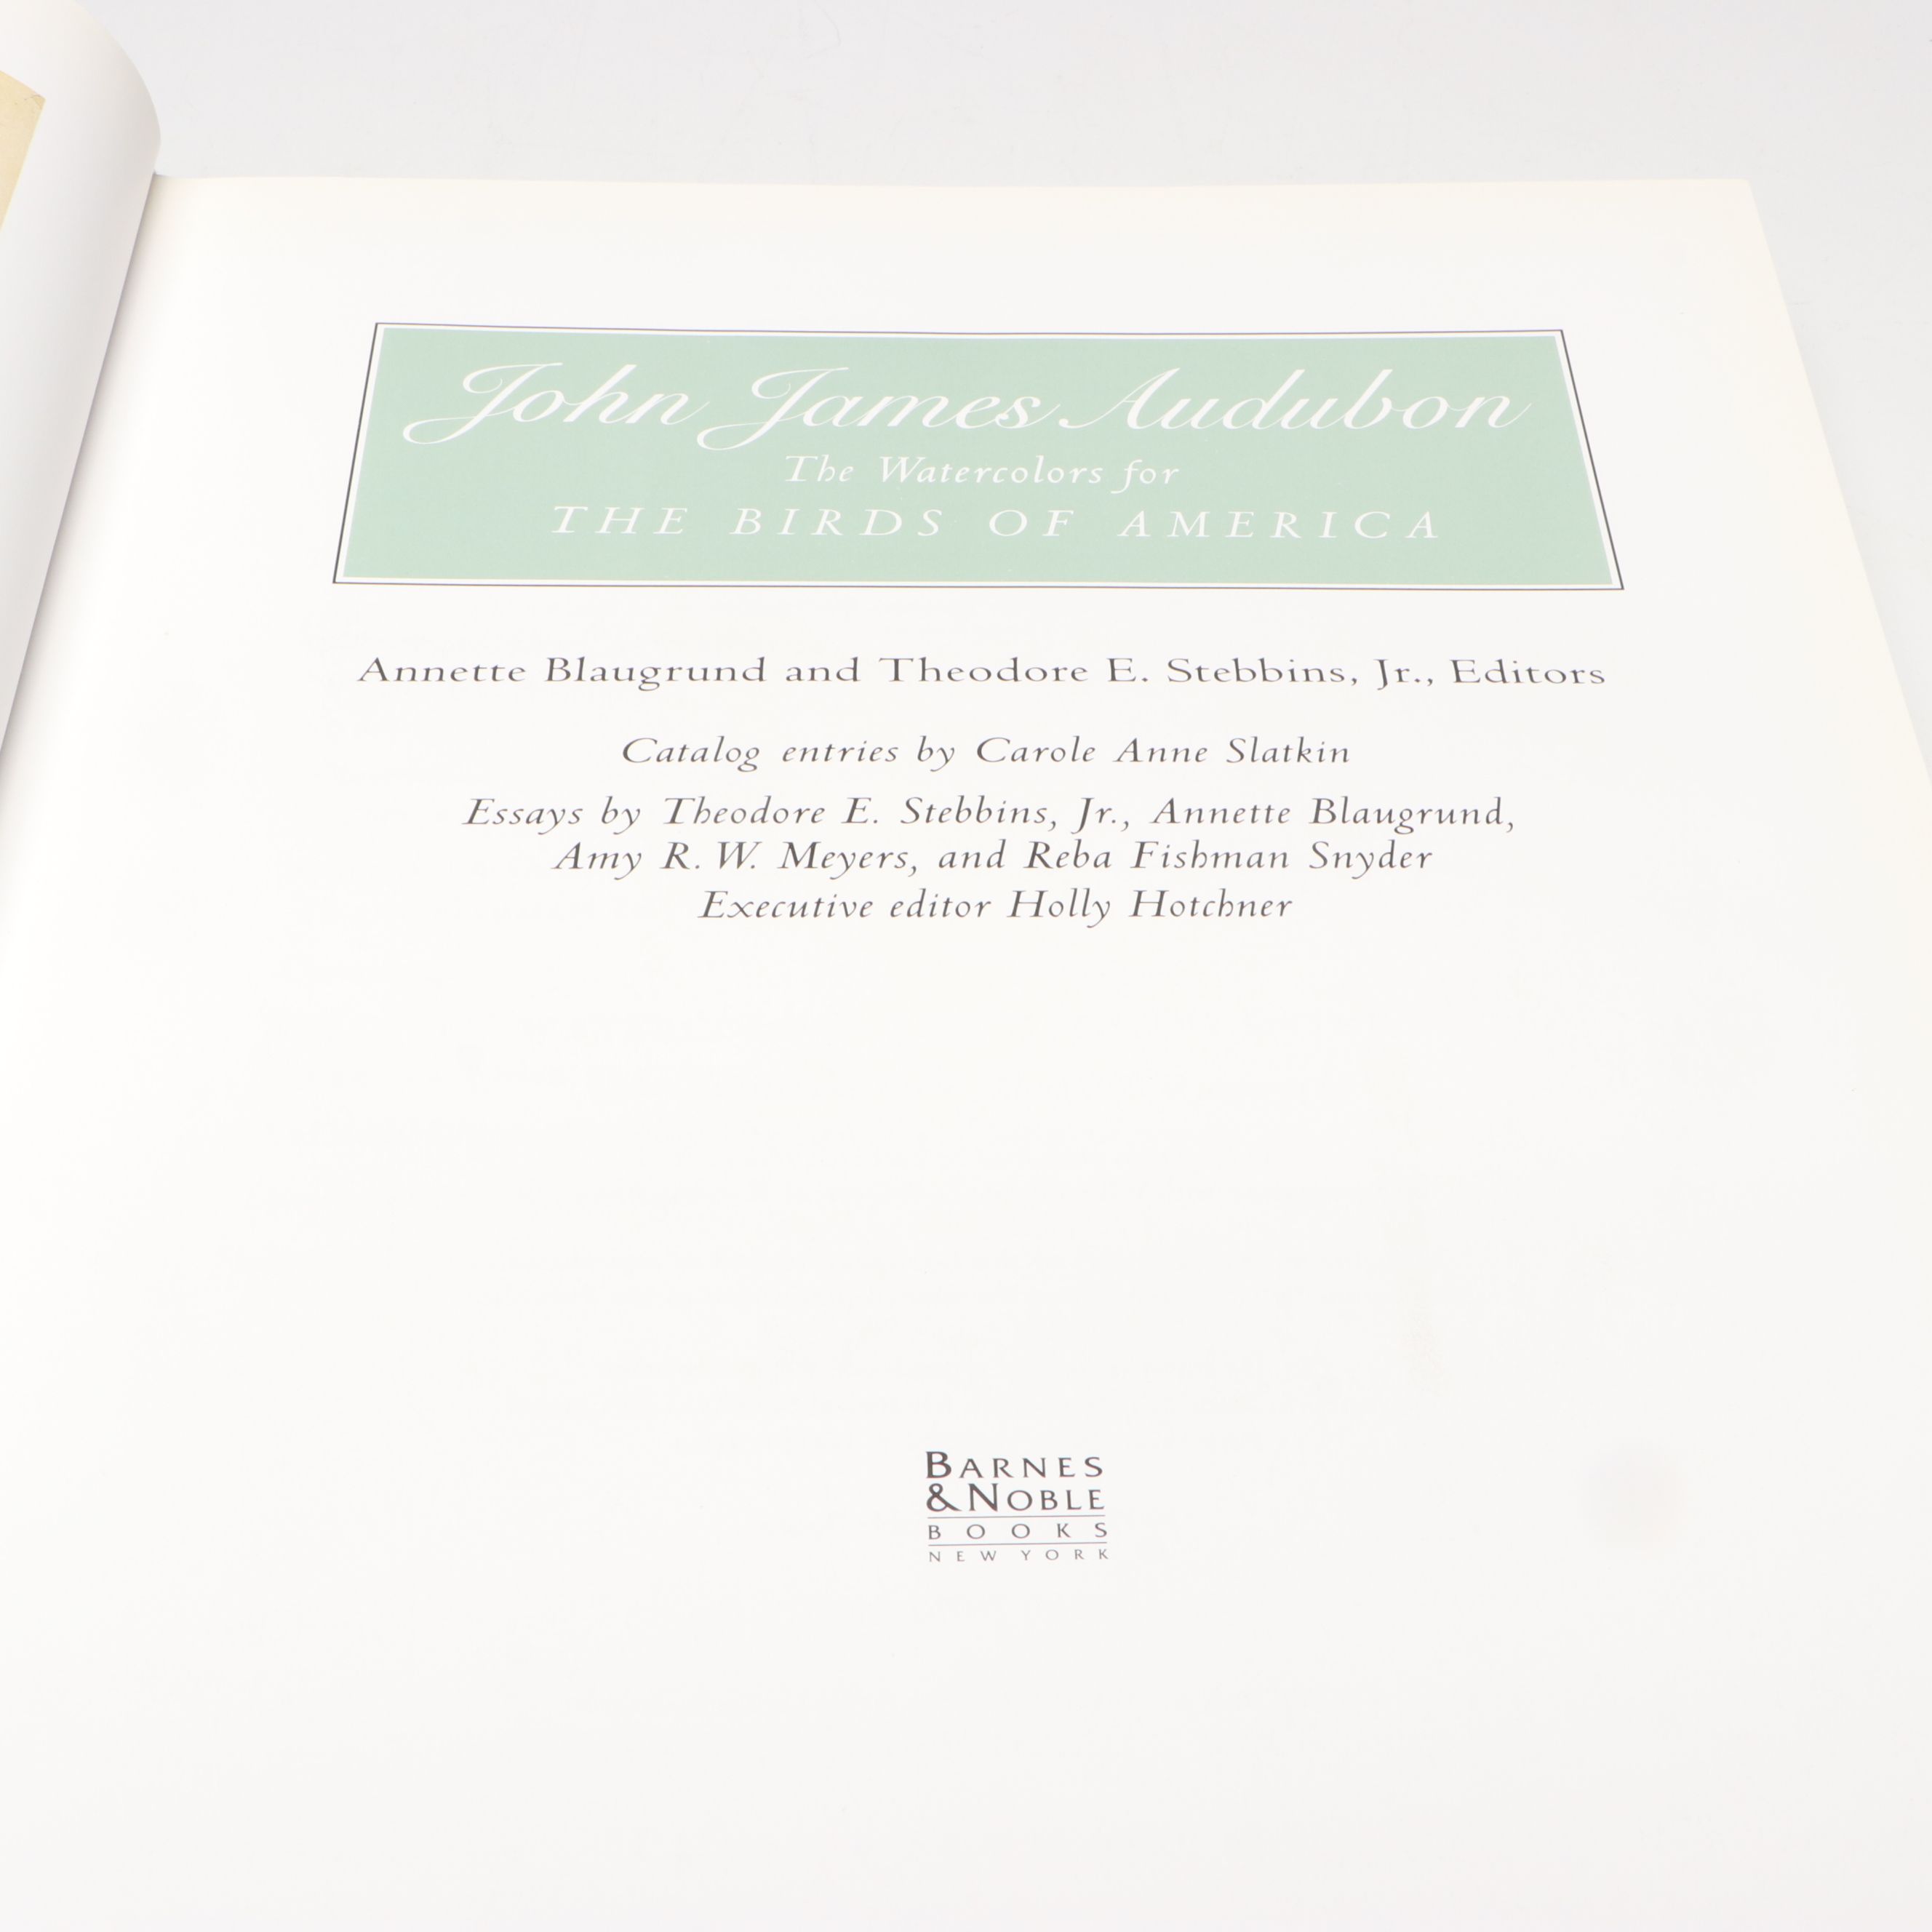 John James Audubon
The Watercolors for
THE BIRDS OF AMERICA
Annette Blaugrund and Theodore E. Stebbins, Jr., Editors
Catalog entries by Carole Anne Slatkin
Essays by Theodore E. Stebbins, Jr., Annette Blaugrund,
Amy R. W. Meyers, and Reba Fishman Snyder
Executive editor Holly Hotchner
BARNES
& NOBLE
BOOKS
NEW YORK